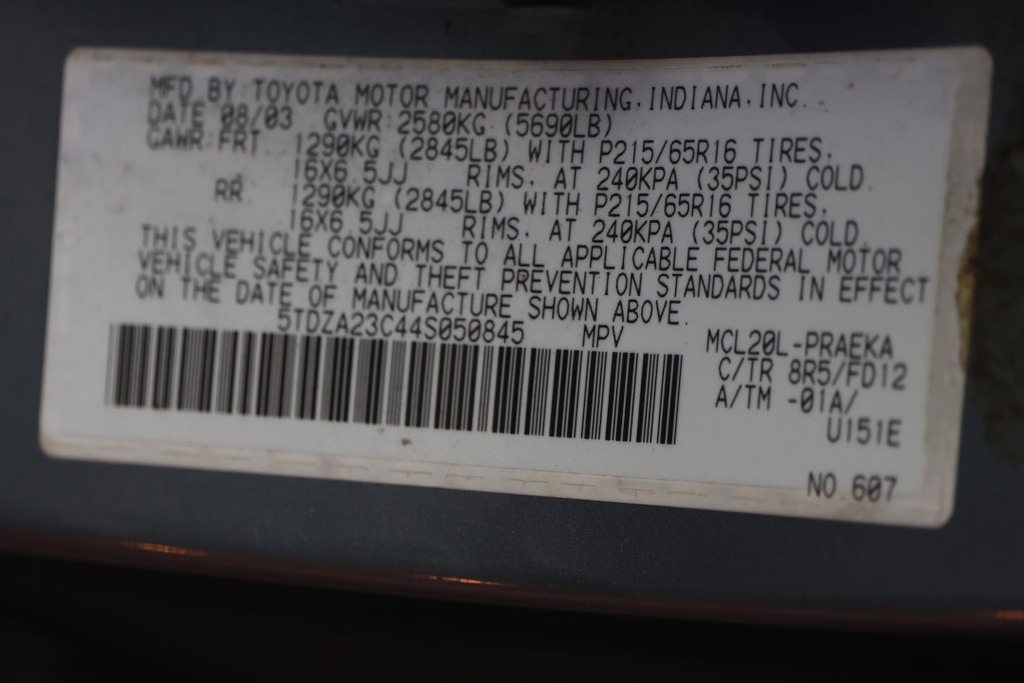 MFD BY TOYOTA MOTOR MANUFACTURING, INDIANA, INC.
DATE 08/03 GVWR 2580KG (5690LB)
GAWR FRT 1290KG (2845LB) WITH P215/65R16 TIRES,
16X6.5JJ RIMS, AT 240KPA (35PSI) COLD.
RR 1290KG (2845LB) WITH P215/65R16 TIRES,
16X6.5JJ RIMS, AT 240KPA (35PSI) COLD.
THIS VEHICLE CONFORMS TO ALL APPLICABLE FEDERAL MOTOR
VEHICLE SAFETY AND THEFT PREVENTION STANDARDS IN EFFECT
ON THE DATE OF MANUFACTURE SHOWN ABOVE.
5TDZA23C44S050845 MPV
MCL20L-PRAEKA
C/TR 8R5/FD12
A/TM -01A/
U151E
NO.607